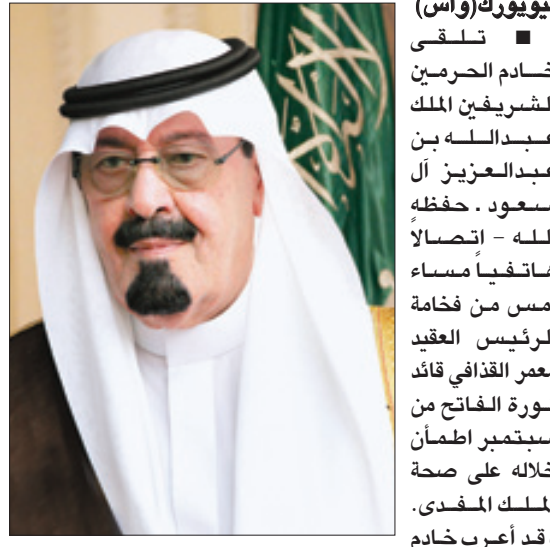 نيويورك(واس)
■ تلقى
خادم الحرمين
الشريفين الملك
عبدالله بن
عبدالعزيز آل
سعود . حفظه
الله - اتصالاً
هاتفياً مساء
أمس من فخامة
الرئيس العقيد
معمر القذافي قائد
ثورة الفاتح من
سبتمبر اطمأن
خلاله على صحة
الملك المفدى.
وقد أعرب خادم